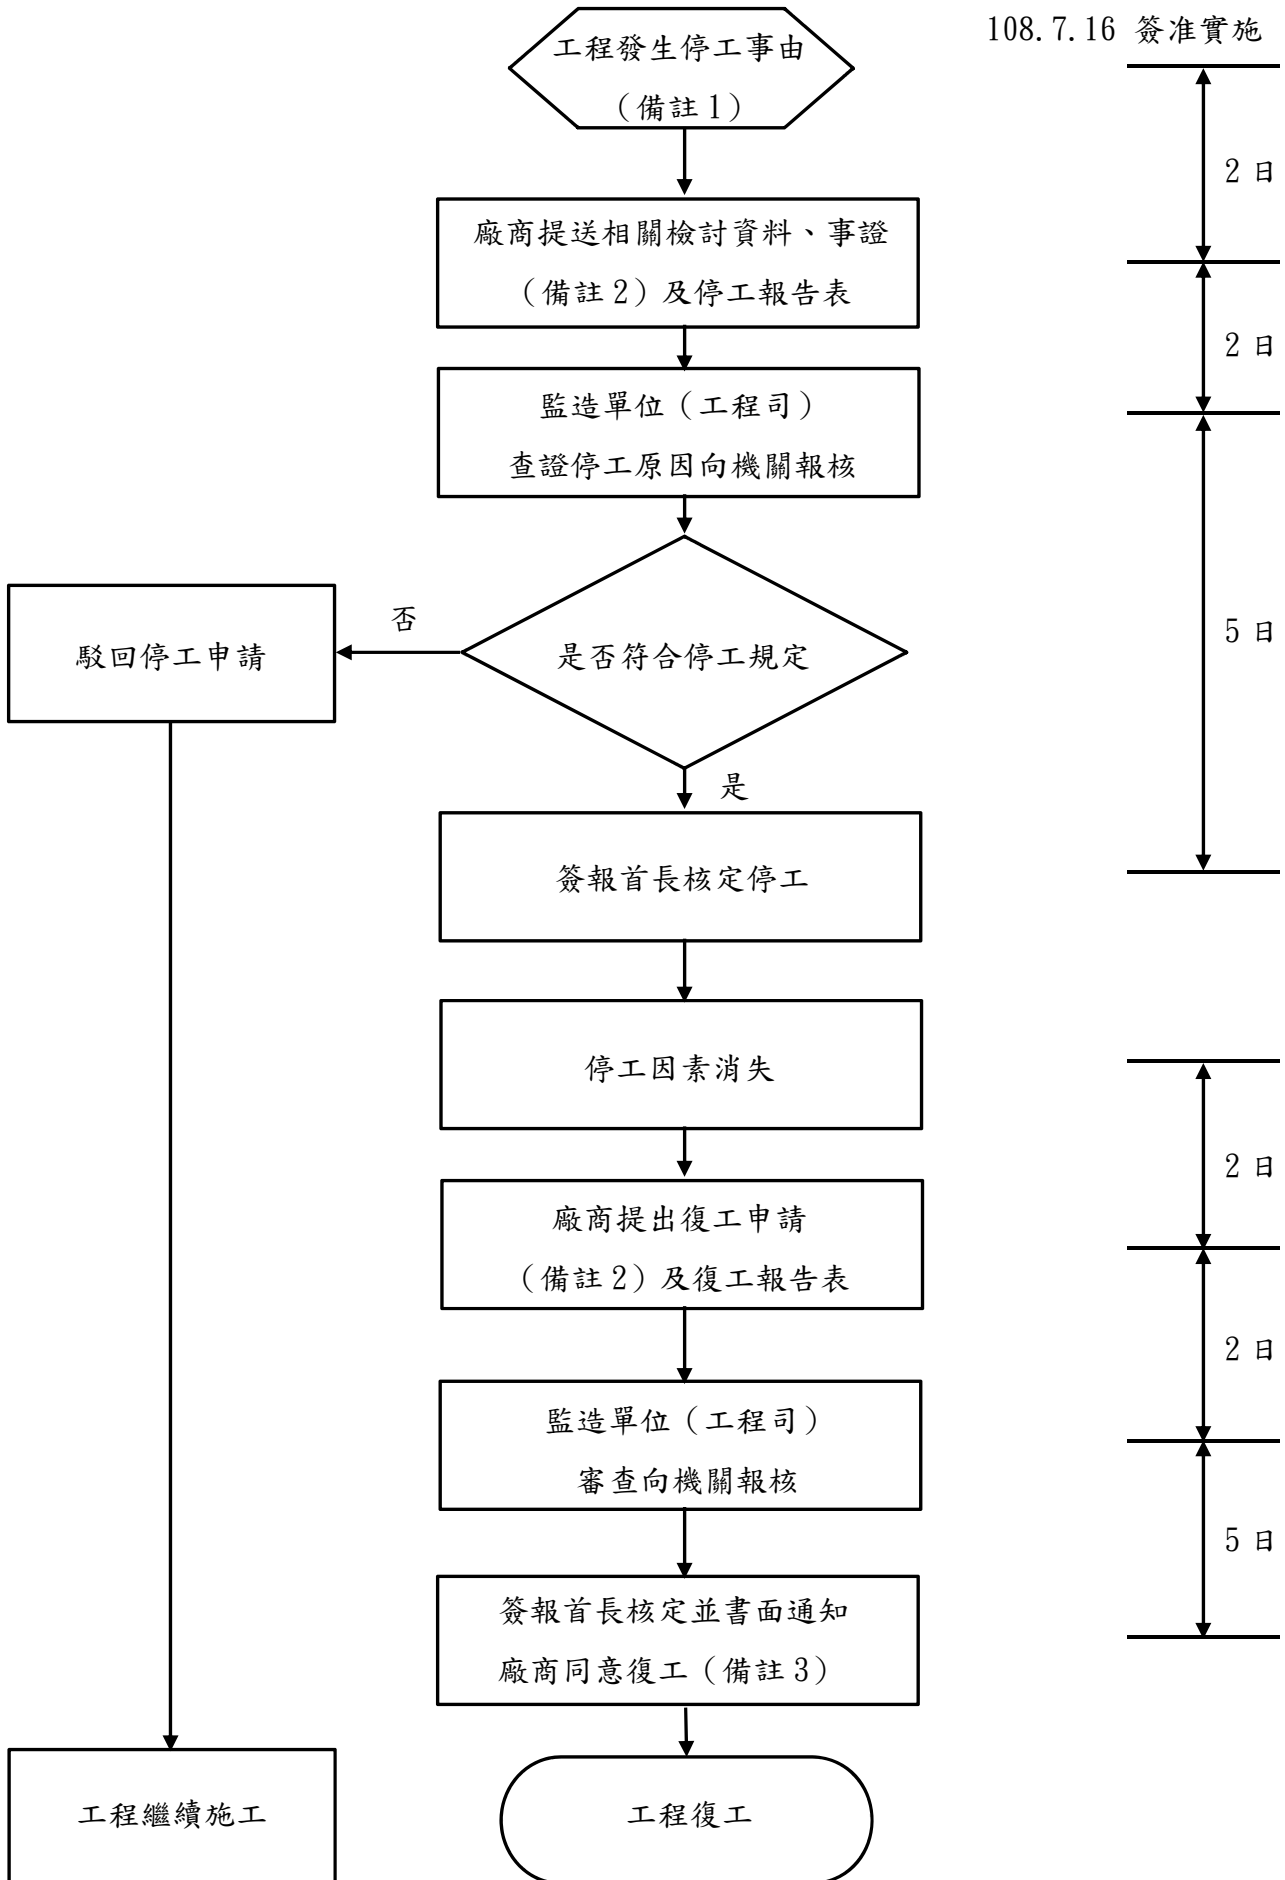 108.7.16 簽准實施
工程發生停工事由
（備註1）
2 日
廠商提送相關檢討資料、事證
（備註2）及停工報告表
2 日
監造單位（工程司）
查證停工原因向機關報核
5 日
否
駁回停工申請
是否符合停工規定
是
簽報首長核定停工
停工因素消失
2 日
廠商提出復工申請
（備註2）及復工報告表
2 日
監造單位（工程司）
審查向機關報核
5 日
簽報首長核定並書面通知
廠商同意復工（備註3）
工程繼續施工
工程復工